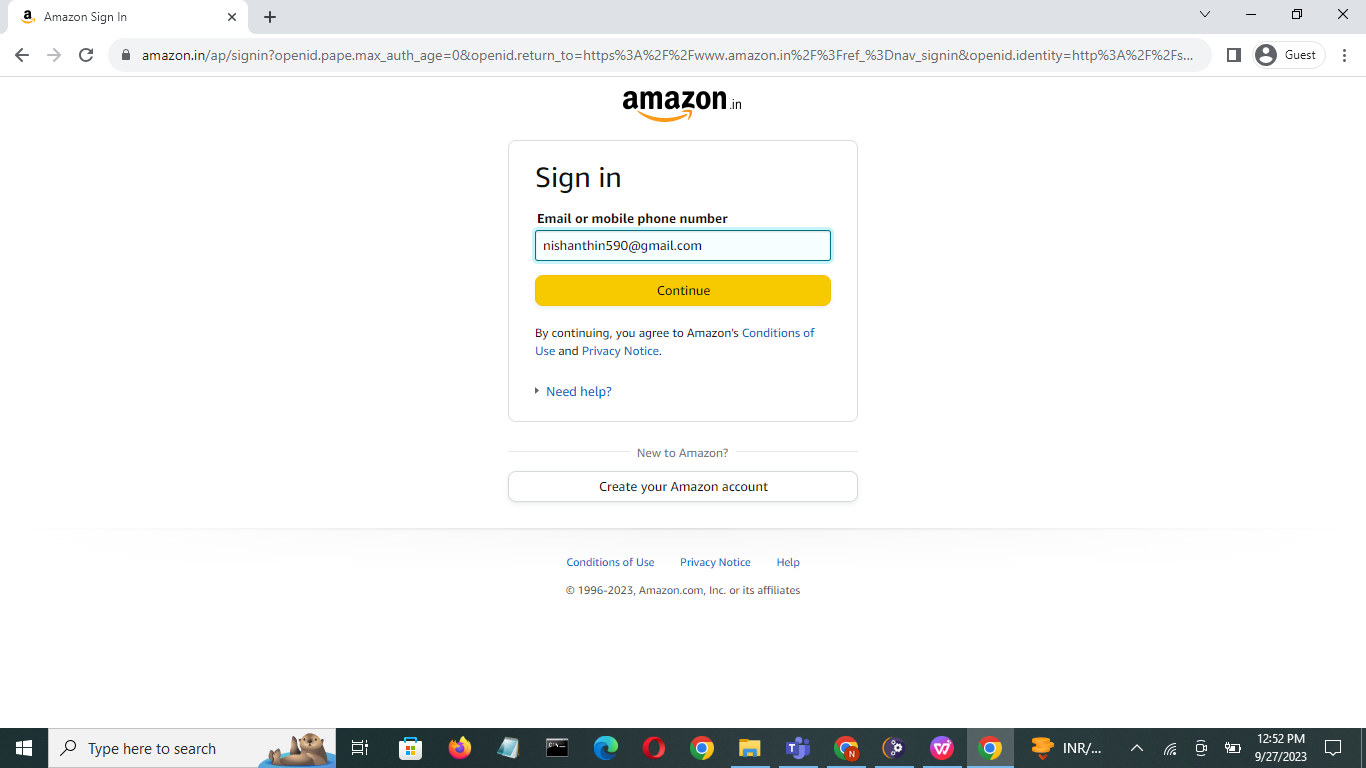 Amazon Sign In
amazon.in/ap/signin?openid.pape.max_auth_age=0&openid.return_to=https%3A%2F%2Fwww.amazon.in%2F%3Fref_%3Dnav_signin&openid.identity=http%3A%2F%2Fs...
Guest
amazon.in
Sign in
Email or mobile phone number
nishanthin590@gmail.com
Continue
By continuing, you agree to Amazon's Conditions of
Use and Privacy Notice.
Need help?
New to Amazon?
Create your Amazon account
Conditions of Use Privacy Notice Help
© 1996-2023, Amazon.com, Inc. or its affiliates
Type here to search
INR/...
12:52 PM
9/27/2023